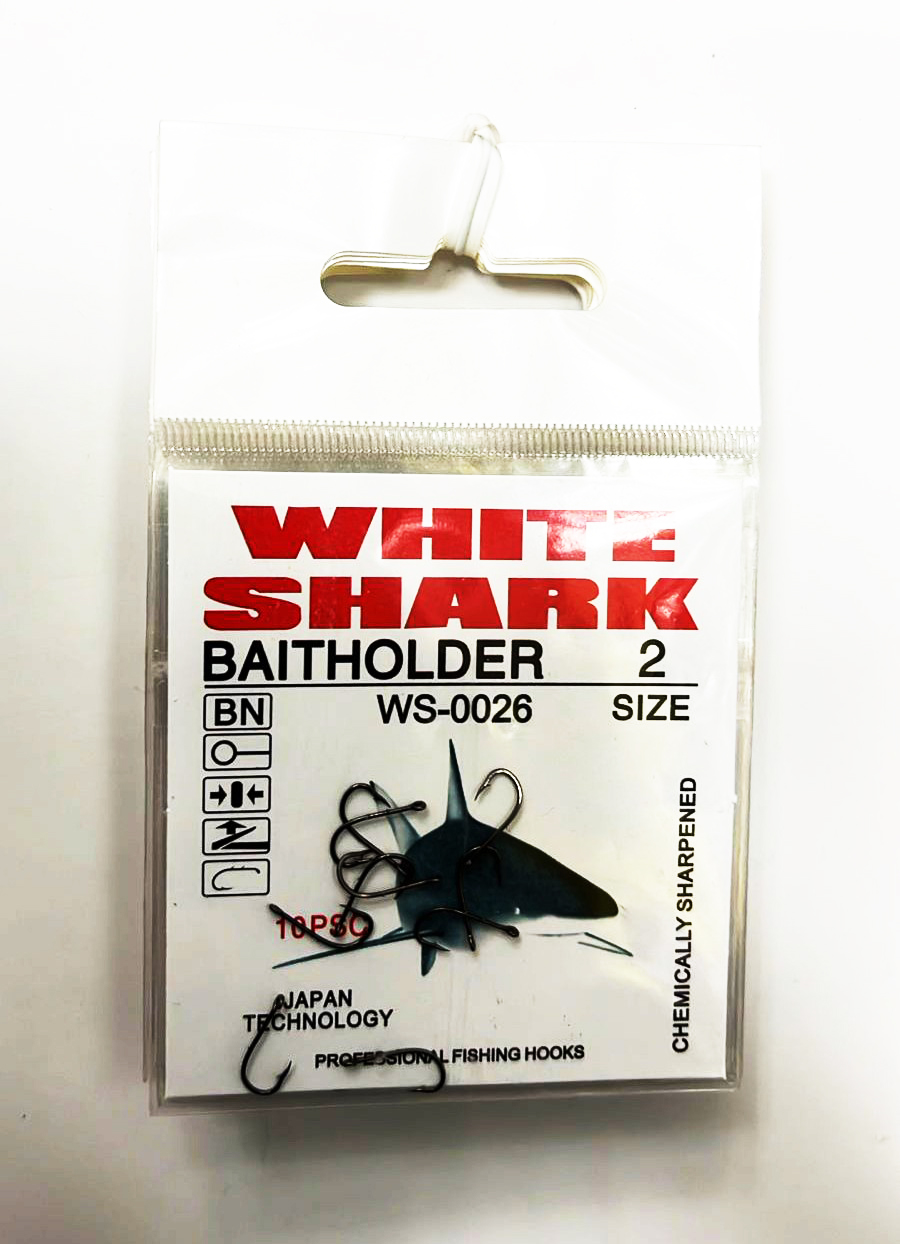 WHITE
SHARK
BAITHOLDER 2
BN WS-0026 SIZE
CHEMICALLY SHARPENED
10PSC
JAPAN
TECHNOLOGY
PROFESSIONAL FISHING HOOKS